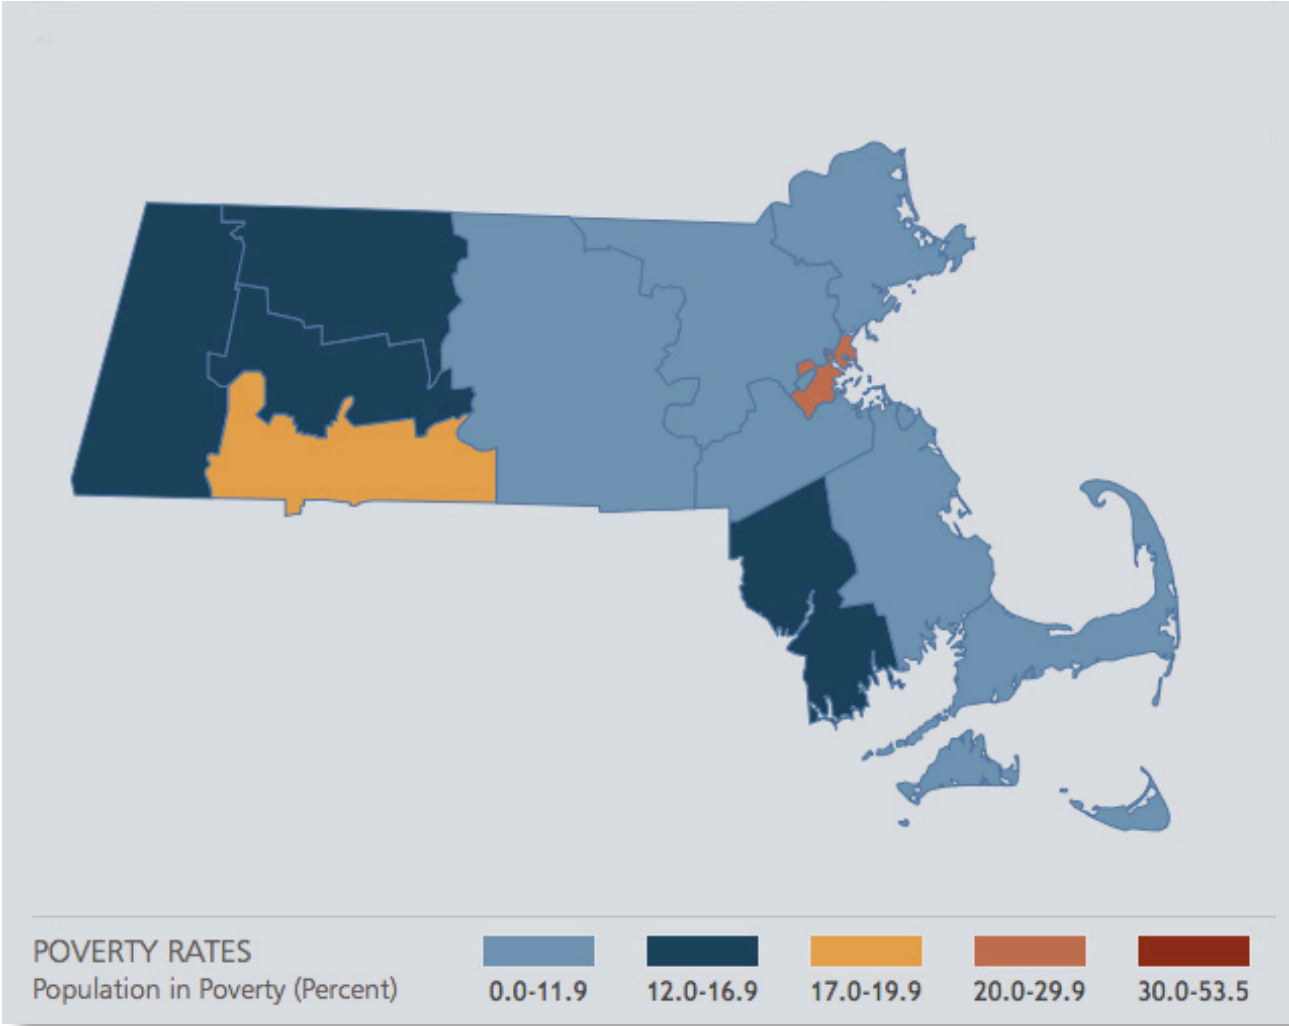 POVERTY RATES
Population in Poverty (Percent)
0.0-11.9
12.0-16.9
17.0-19.9
20.0-29.9
30.0-53.5